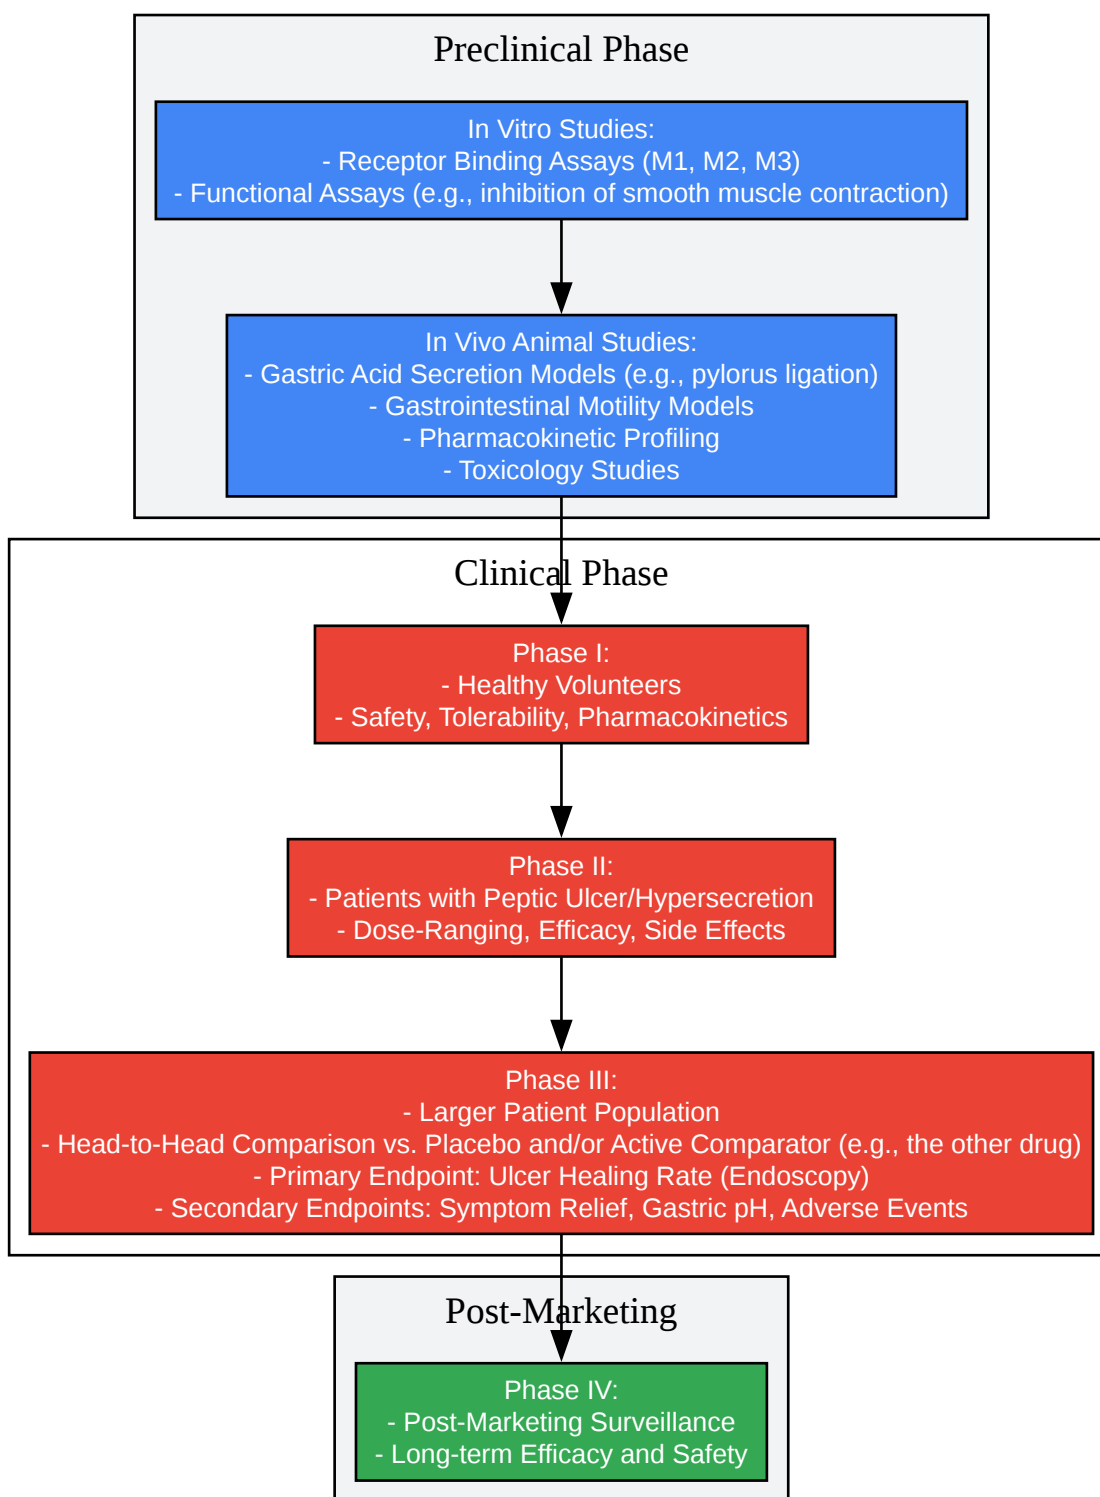 Preclinical Phase
In Vitro Studies:
- Receptor Binding Assays (M1, M2, M3)
- Functional Assays (e.g., inhibition of smooth muscle contraction)
In Vivo Animal Studies:
- Gastric Acid Secretion Models (e.g., pylorus ligation)
- Gastrointestinal Motility Models
- Pharmacokinetic Profiling
- Toxicology Studies
Clinical Phase
Phase I:
- Healthy Volunteers
- Safety, Tolerability, Pharmacokinetics
Phase II:
- Patients with Peptic Ulcer/Hypersecretion
- Dose-Ranging, Efficacy, Side Effects
Phase III:
- Larger Patient Population
- Head-to-Head Comparison vs. Placebo and/or Active Comparator (e.g., the other drug)
- Primary Endpoint: Ulcer Healing Rate (Endoscopy)
- Secondary Endpoints: Symptom Relief, Gastric pH, Adverse Events
Post-Marketing
Phase IV:
- Post-Marketing Surveillance
- Long-term Efficacy and Safety